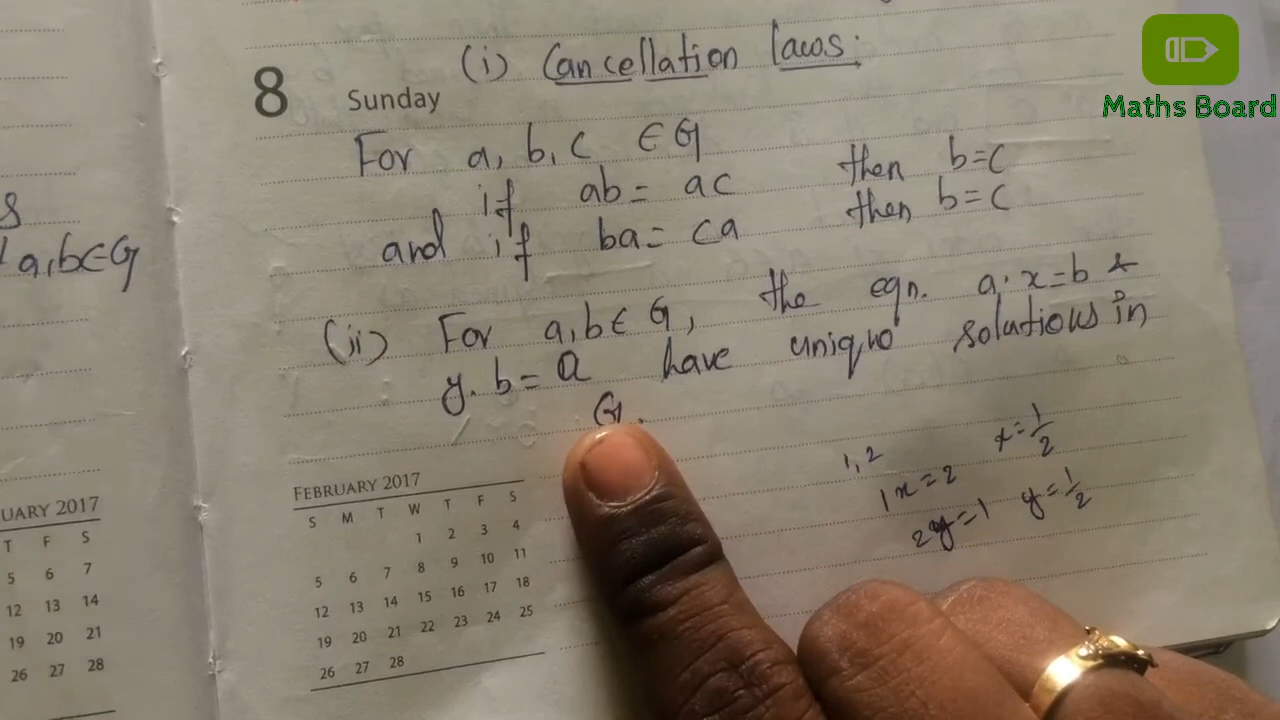 Maths Board
(i) Cancellation laws:
8 Sunday
For a, b, c ∈ G
if ab = ac then b=c
and if ba = ca then b=c
(ii) For a,b ∈ G, the eqn. a.x=b &
y.b = a have unique solutions in
G.
s
a,b∈G
1,2
1x=2 x=1/2
2y=1 y=1/2
FEBRUARY 2017
S M T W T F S
1 2 3 4
5 6 7 8 9 10 11
12 13 14 15 16 17 18
19 20 21 22 23 24 25
26 27 28
UARY 2017
T F S
5 6 7
12 13 14
19 20 21
26 27 28